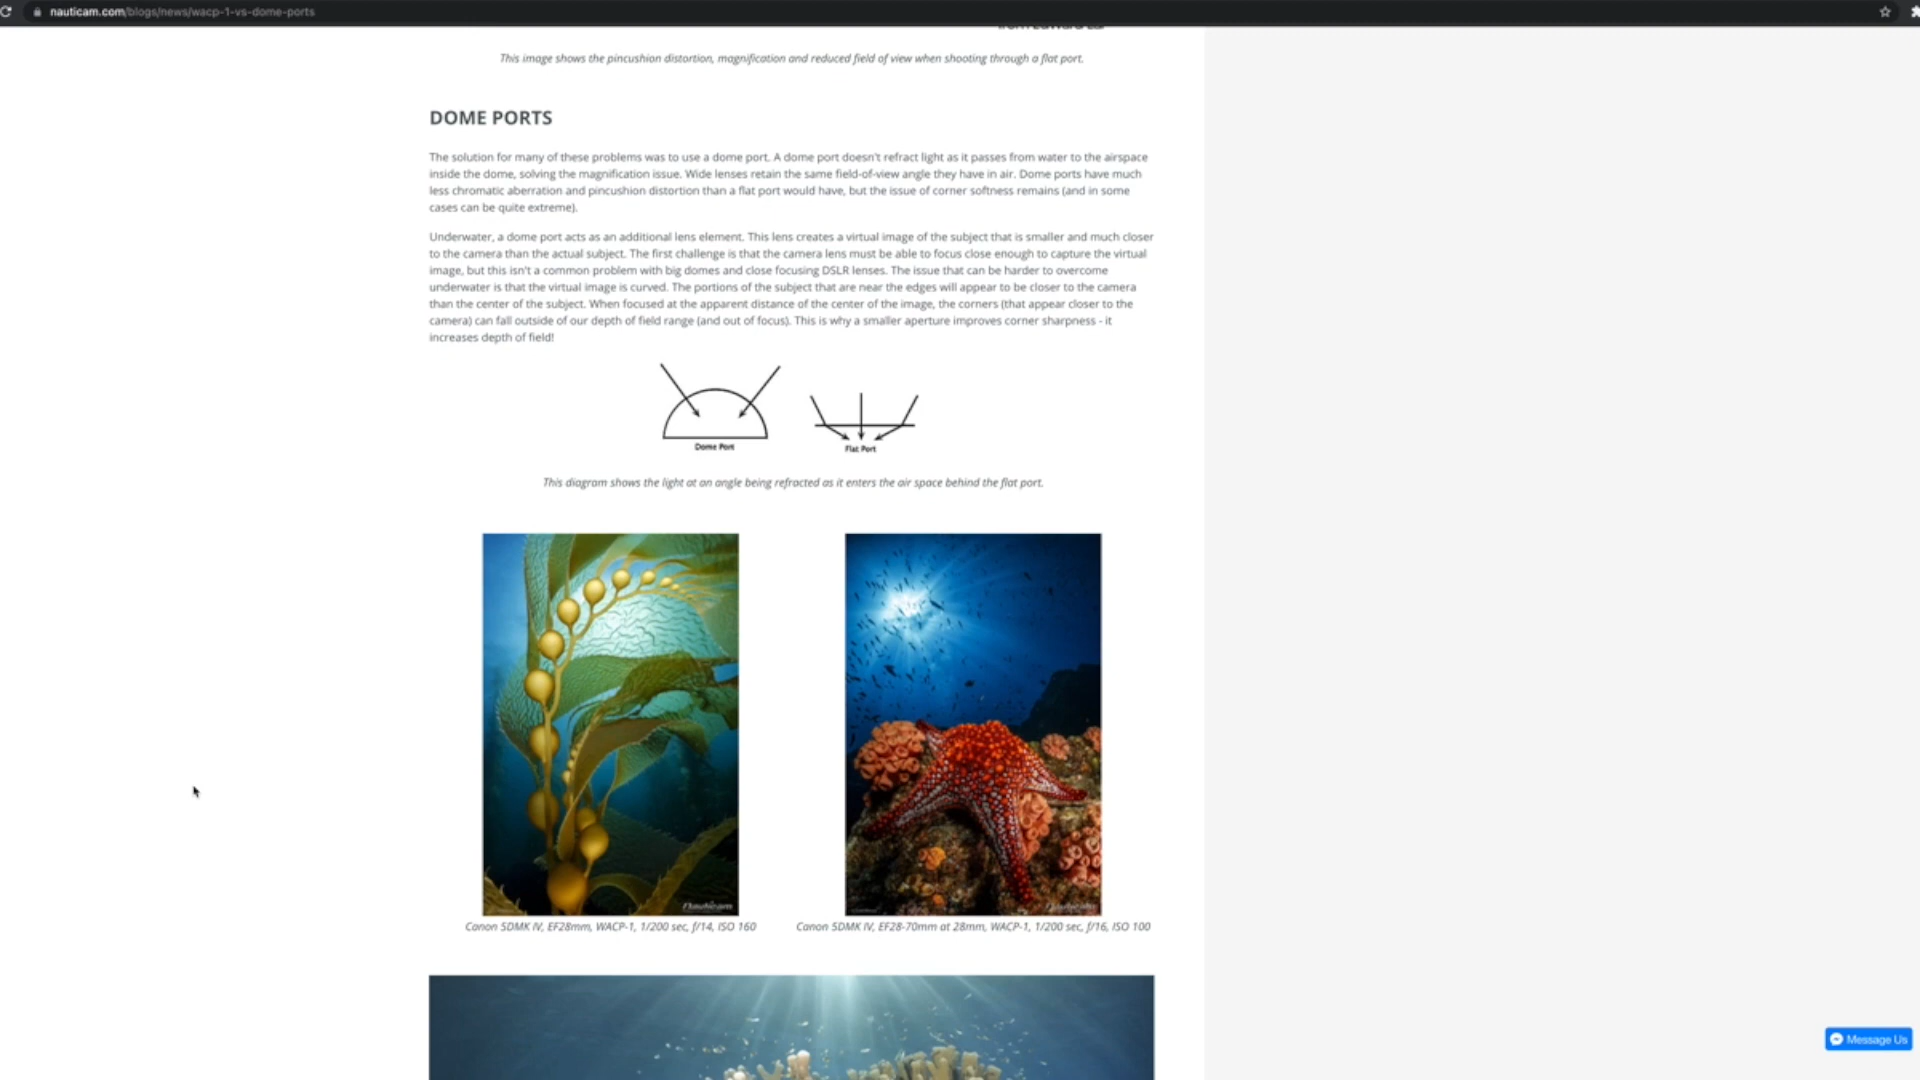 nauticam.com/blogs/news/wacp-1-vs-dome-ports
This image shows the pincushion distortion, magnification and reduced field of view when shooting through a flat port.
DOME PORTS
The solution for many of these problems was to use a dome port. A dome port doesn't refract light as it passes from water to the airspace
inside the dome, solving the magnification issue. Wide lenses retain the same field-of-view angle they have in air. Dome ports have much
less chromatic aberration and pincushion distortion than a flat port would have, but the issue of corner softness remains (and in some
cases can be quite extreme).
Underwater, a dome port acts as an additional lens element. This lens creates a virtual image of the subject that is smaller and much closer
to the camera than the actual subject. The first challenge is that the camera lens must be able to focus close enough to capture the virtual
image, but this isn't a common problem with big domes and close focusing DSLR lenses. The issue that can be harder to overcome
underwater is that the virtual image is curved. The portions of the subject that are near the edges will appear to be closer to the camera
than the center of the subject. When focused at the apparent distance of the center of the image, the corners (that appear closer to the
camera) can fall outside of our depth of field range (and out of focus). This is why a smaller aperture improves corner sharpness - it
increases depth of field!
Dome Port
Flat Port
This diagram shows the light at an angle being refracted as it enters the air space behind the flat port.
Nauticam
Nauticam
Canon 5DMK IV, EF28mm, WACP-1, 1/200 sec, f/14, ISO 160
Canon 5DMK IV, EF28-70mm at 28mm, WACP-1, 1/200 sec, f/16, ISO 100
Message Us